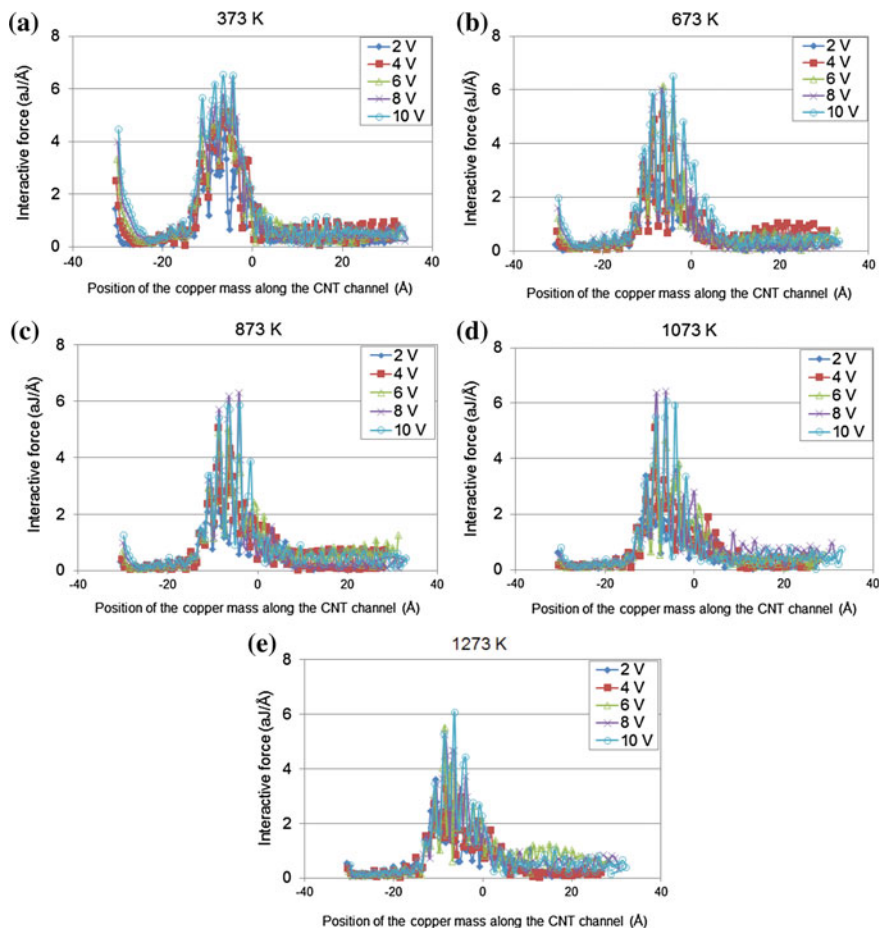 (a)
373 K
Interactive force (aJ/Å)
8
6
4
2
0
-40
-20
0
20
40
2 V
4 V
6 V
8 V
10 V
Position of the copper mass along the CNT channel (Å)
(b)
673 K
Interactive force (aJ/Å)
8
6
4
2
0
-40
-20
0
20
40
2 V
4 V
6 V
8 V
10 V
Position of the copper mass along the CNT channel (Å)
(c)
873 K
Interactive force (aJ/Å)
8
6
4
2
0
-40
-20
0
20
40
2 V
4 V
6 V
8 V
10 V
Position of the copper mass along the CNT channel (Å)
(d)
1073 K
Interactive force (aJ/Å)
8
6
4
2
0
-40
-20
0
20
40
2 V
4 V
6 V
8 V
10 V
Position of the copper mass along the CNT channel (Å)
(e)
1273 K
Interactive force (aJ/Å)
8
6
4
2
0
-40
-20
0
20
40
2 V
4 V
6 V
8 V
10 V
Position of the copper mass along the CNT channel (Å)